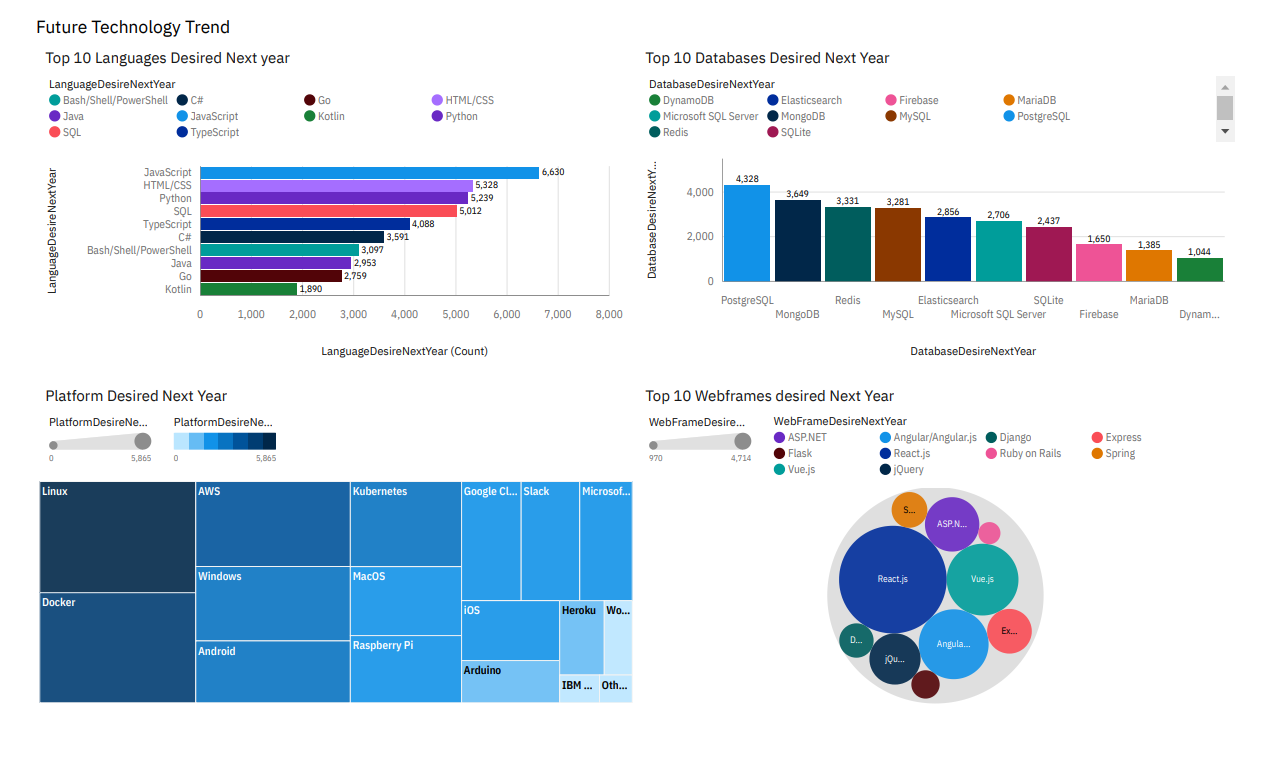 Future Technology Trend
Top 10 Languages Desired Next year
LanguageDesireNextYear
Bash/Shell/PowerShell C# Go HTML/CSS
Java JavaScript Kotlin Python
SQL TypeScript
LanguageDesireNextYear
JavaScript 6,630
HTML/CSS 5,328
Python 5,239
SQL 5,012
TypeScript 4,088
C# 3,591
Bash/Shell/PowerShell 3,097
Java 2,953
Go 2,759
Kotlin 1,890
0 1,000 2,000 3,000 4,000 5,000 6,000 7,000 8,000
LanguageDesireNextYear (Count)
Top 10 Databases Desired Next Year
DatabaseDesireNextYear
DynamoDB Elasticsearch Firebase MariaDB
Microsoft SQL Server MongoDB MySQL PostgreSQL
Redis SQLite
DatabaseDesireNextY...
4,000
2,000
0
4,328 3,649 3,331 3,281 2,856 2,706 2,437 1,650 1,385 1,044
PostgreSQL Redis Elasticsearch SQLite MariaDB
MongoDB MySQL Microsoft SQL Server Firebase Dynam...
DatabaseDesireNextYear
Platform Desired Next Year
PlatformDesireNe... PlatformDesireNe...
0 5,865 0 5,865
Linux AWS Kubernetes Google Cl... Slack Microsof...
Windows MacOS
Docker iOS Heroku Wo...
Android Raspberry Pi
Arduino IBM ... Oth...
Top 10 Webframes desired Next Year
WebFrameDesire...
970 4,714
WebFrameDesireNextYear
ASP.NET Angular/Angular.js Django Express
Flask React.js Ruby on Rails Spring
Vue.js jQuery
S...
ASP.N...
React.js Vue.js
Ex...
D... Angula...
jQu...